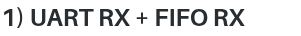 1) UART RX + FIFO RX